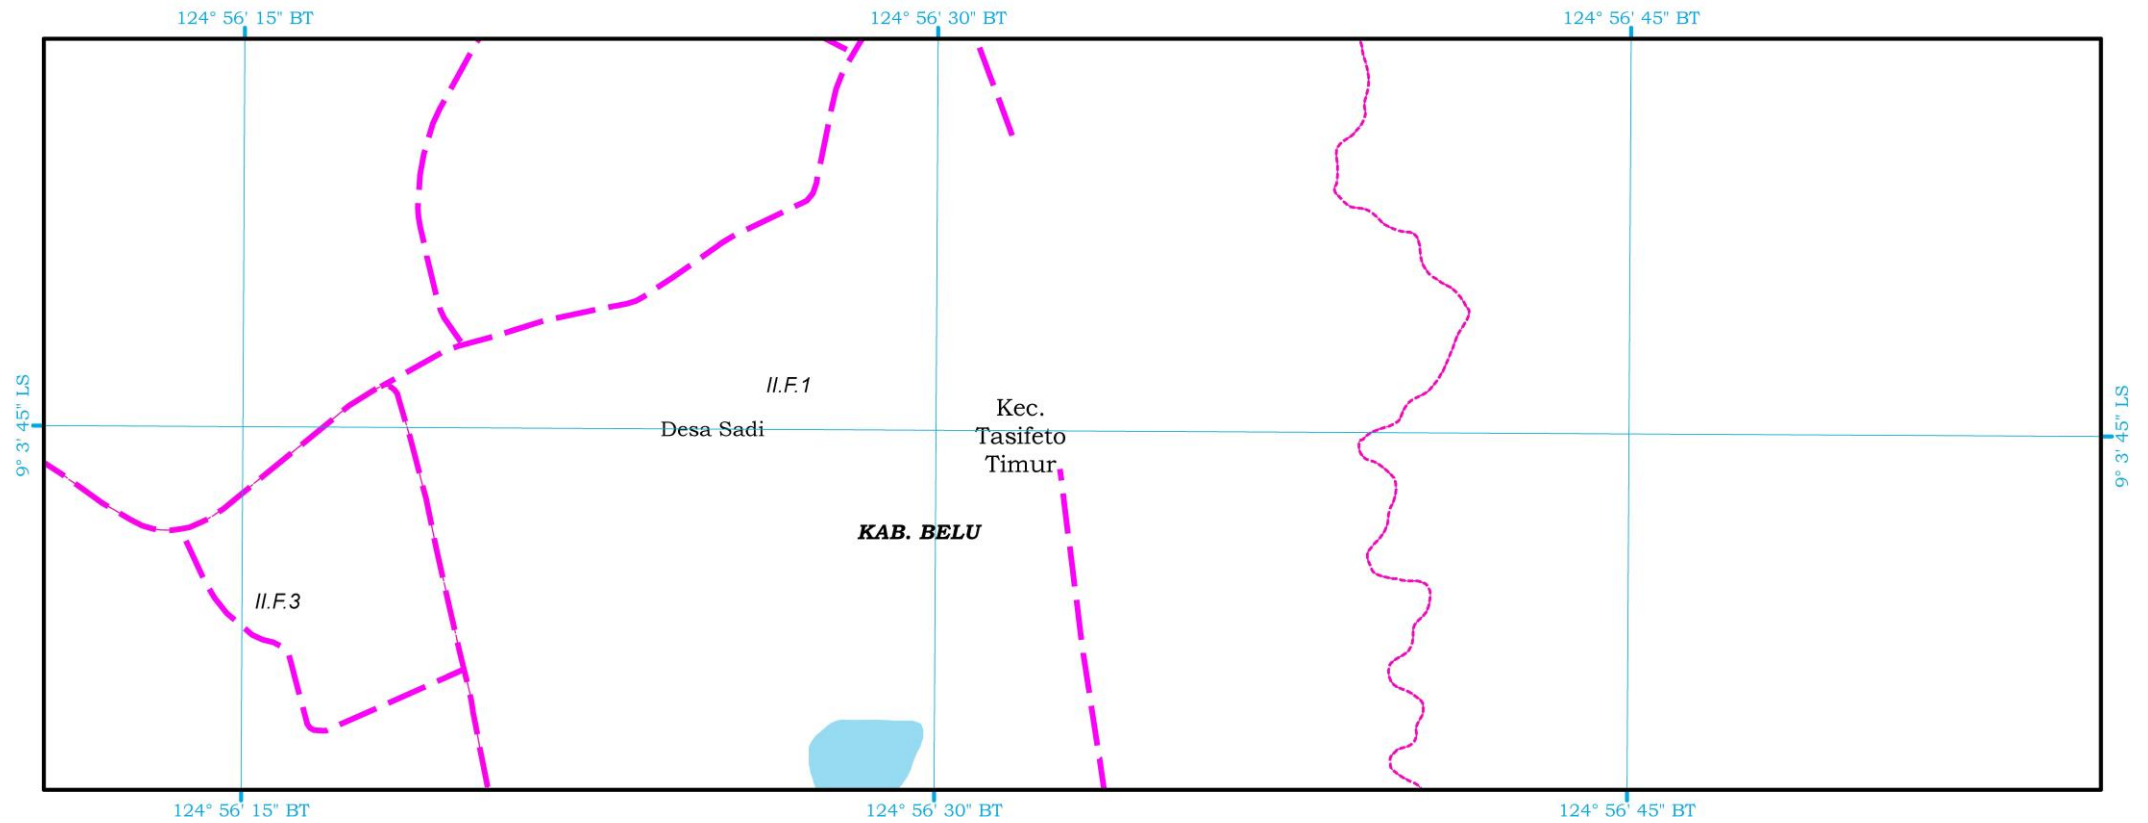 124° 56' 15" BT
124° 56' 30" BT
124° 56' 45" BT
9° 3' 45" LS
9° 3' 45" LS
II.F.1
Desa Sadi
Kec.
Tasifeto
Timur
KAB. BELU
II.F.3
124° 56' 15" BT
124° 56' 30" BT
124° 56' 45" BT